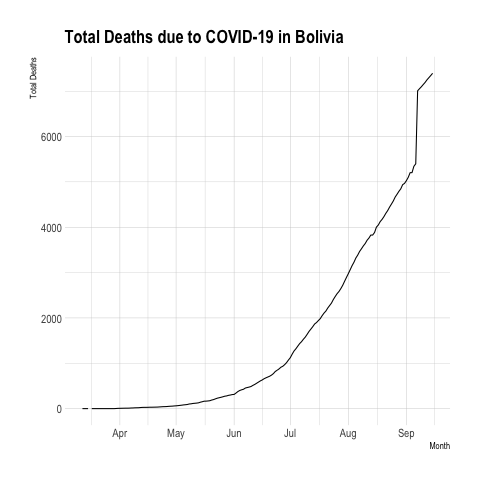 Total Deaths due to COVID-19 in Bolivia
Total Deaths
6000
4000
2000
0
Apr May Jun Jul Aug Sep
Month